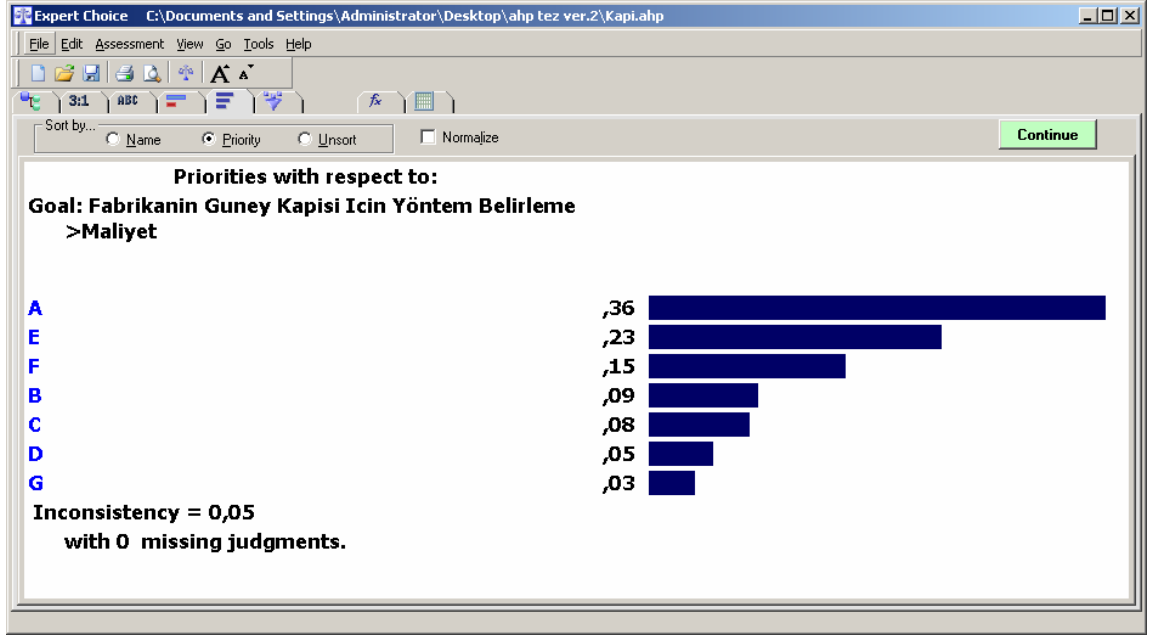 Expert Choice C:\Documents and Settings\Administrator\Desktop\ahp tez ver.2\Kapi.ahp
File Edit Assessment View Go Tools Help
A A
3:1 ABC fx
Sort by... Name Priority Unsort Normalize Continue
Priorities with respect to:
Goal: Fabrikanin Guney Kapisi Icin Yöntem Belirleme
>Maliyet
A ,36
E ,23
F ,15
B ,09
C ,08
D ,05
G ,03
Inconsistency = 0,05
with 0 missing judgments.